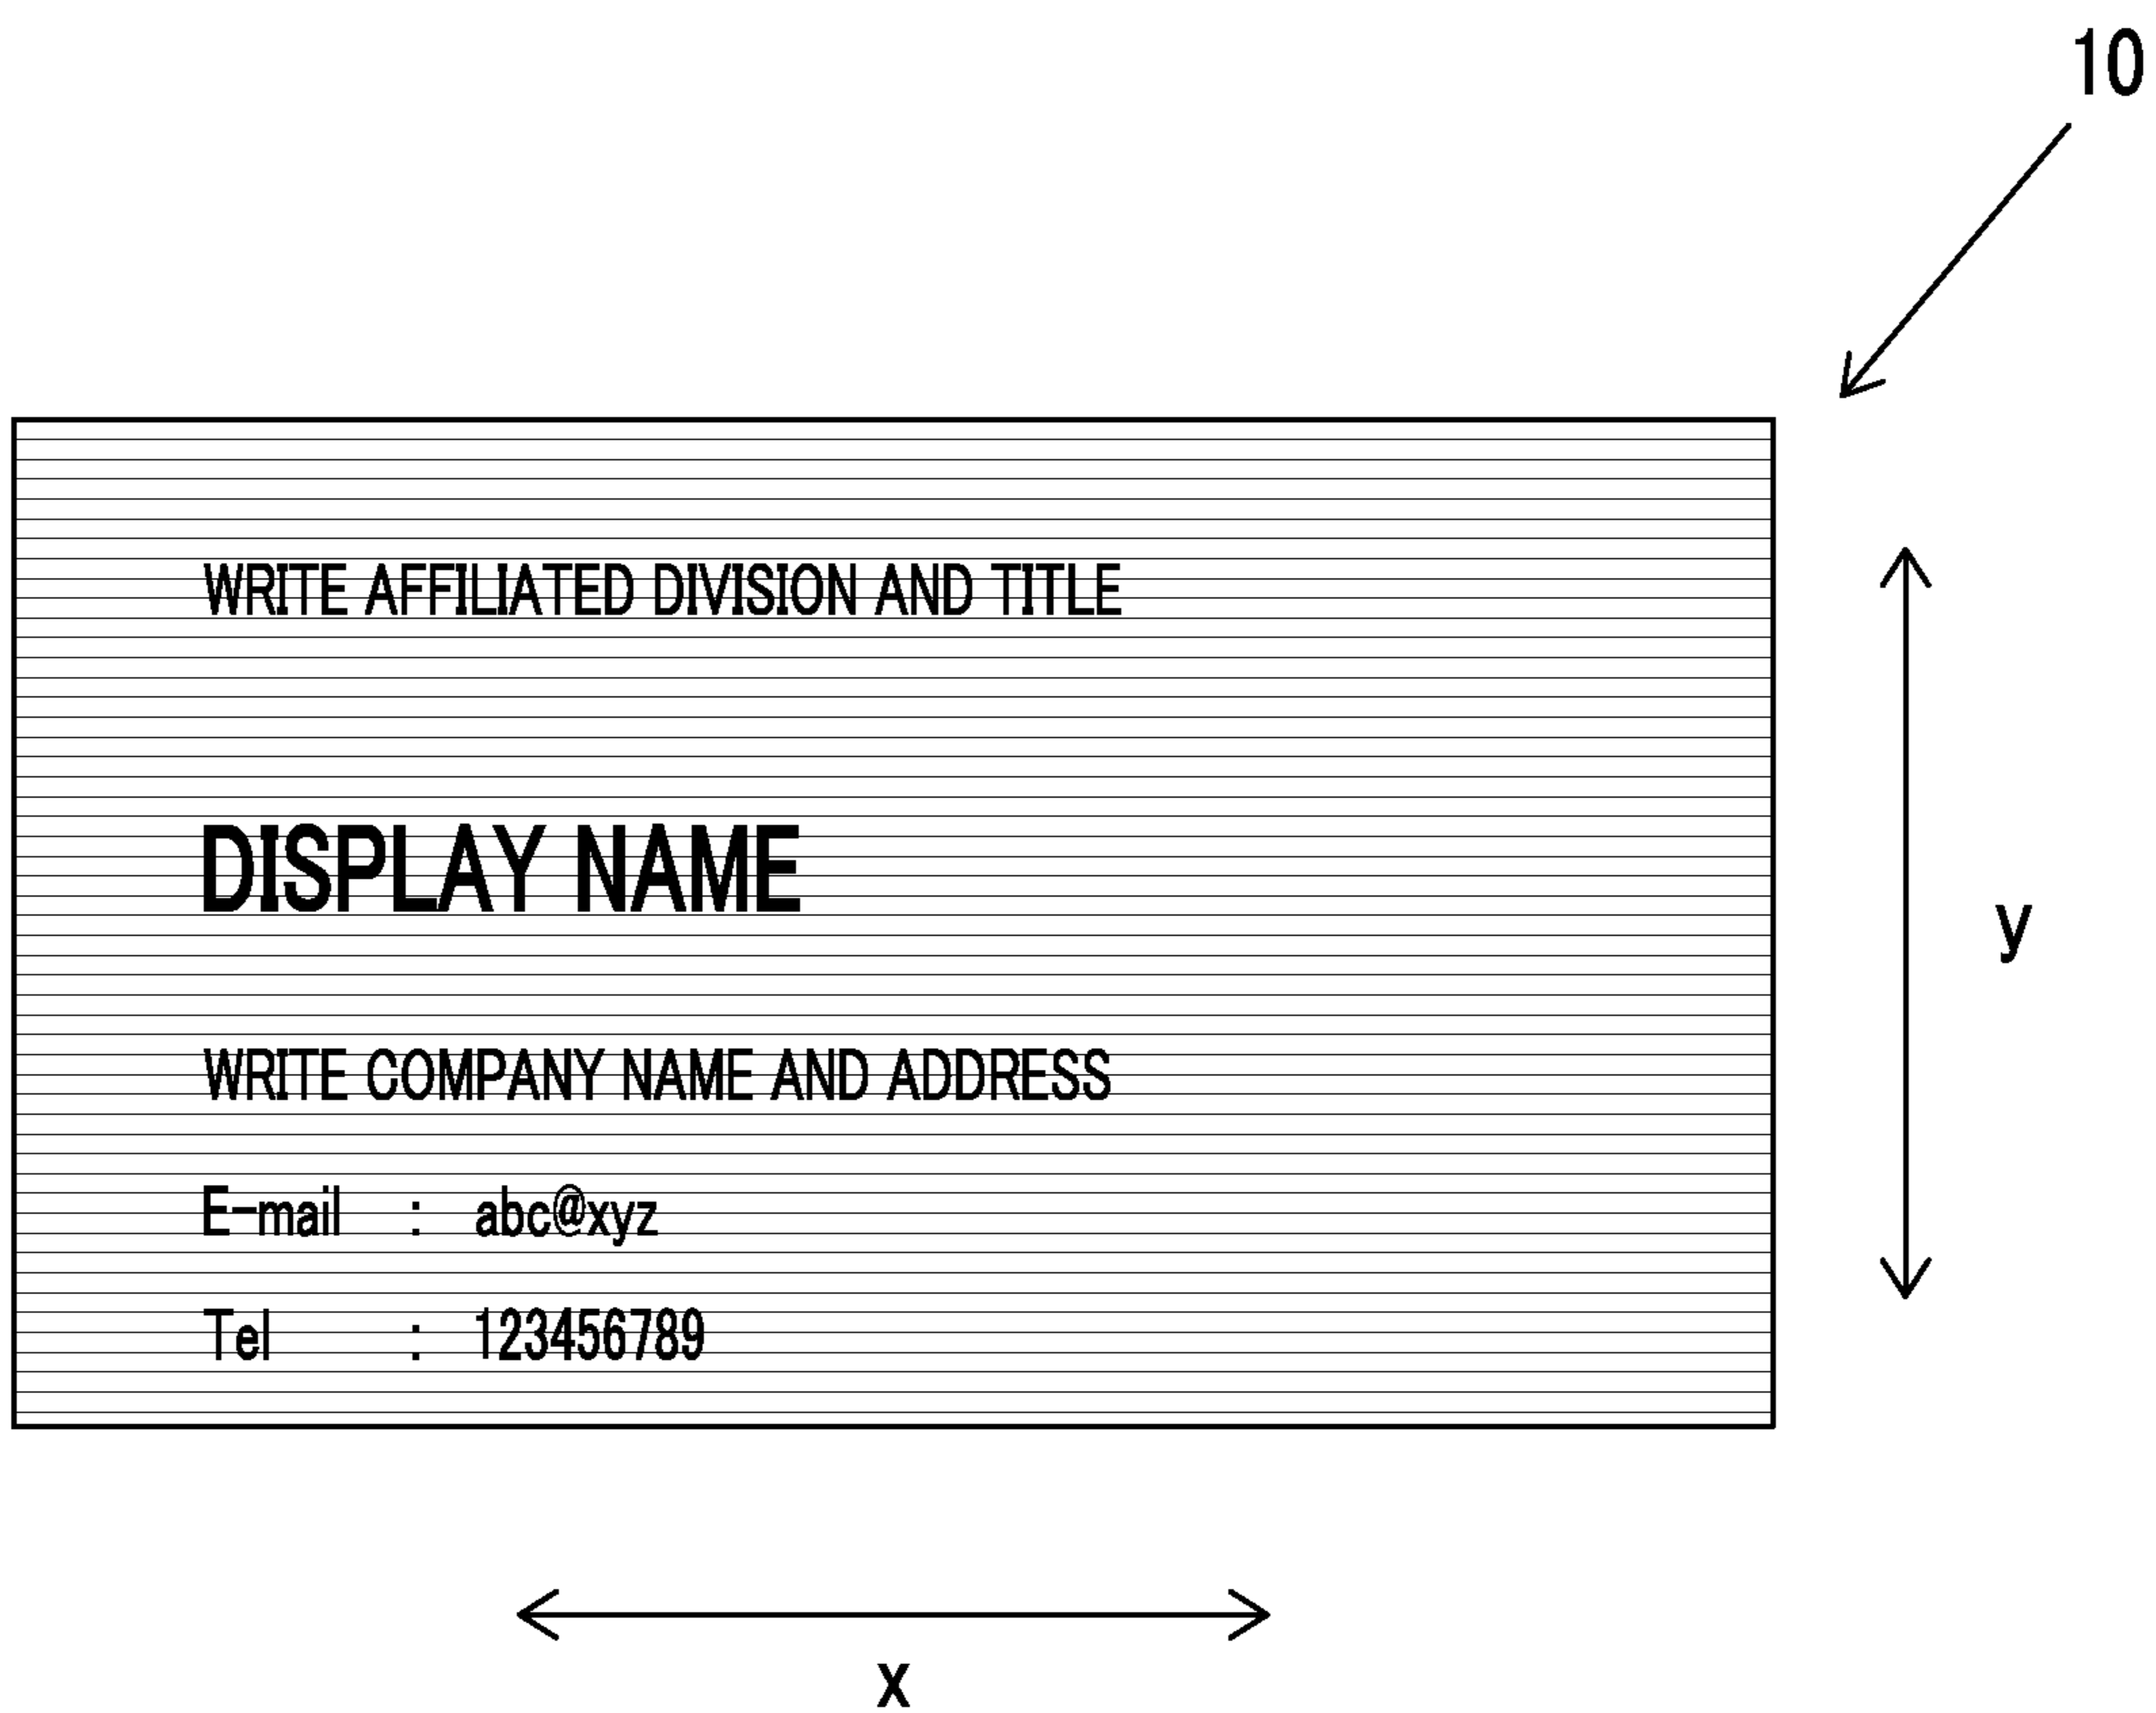 10
WRITE AFFILIATED DIVISION AND TITLE
DISPLAY NAME
y
WRITE COMPANY NAME AND ADDRESS
E-mail : abc@xyz
Tel : 123456789
x